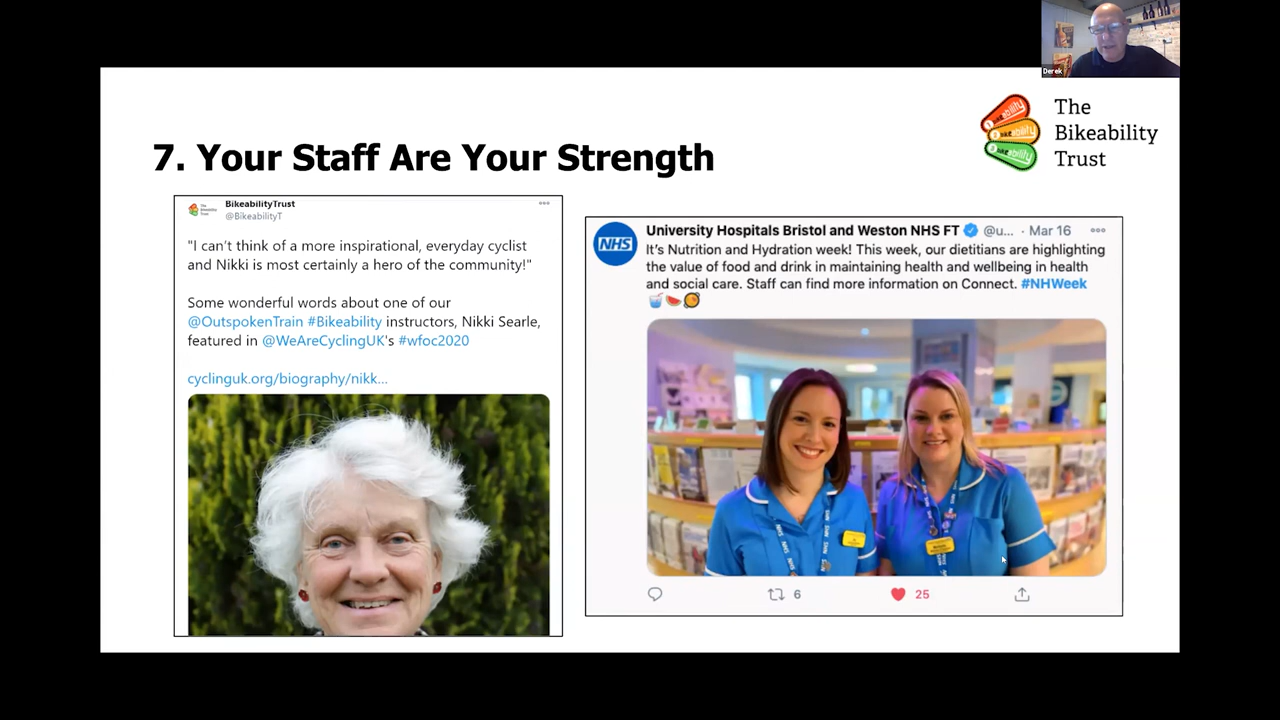 Derek
The
Bikeability
Trust
7. Your Staff Are Your Strength
BikeabilityTrust
@BikeabilityT
"I can't think of a more inspirational, everyday cyclist
and Nikki is most certainly a hero of the community!"
Some wonderful words about one of our
@OutspokenTrain #Bikeability instructors, Nikki Searle,
featured in @WeAreCyclingUK's #wfoc2020
cyclinguk.org/biography/nikk...
NHS
University Hospitals Bristol and Weston NHS FT @u... · Mar 16
It's Nutrition and Hydration week! This week, our dietitians are highlighting
the value of food and drink in maintaining health and wellbeing in health
and social care. Staff can find more information on Connect. #NHWeek
6
25